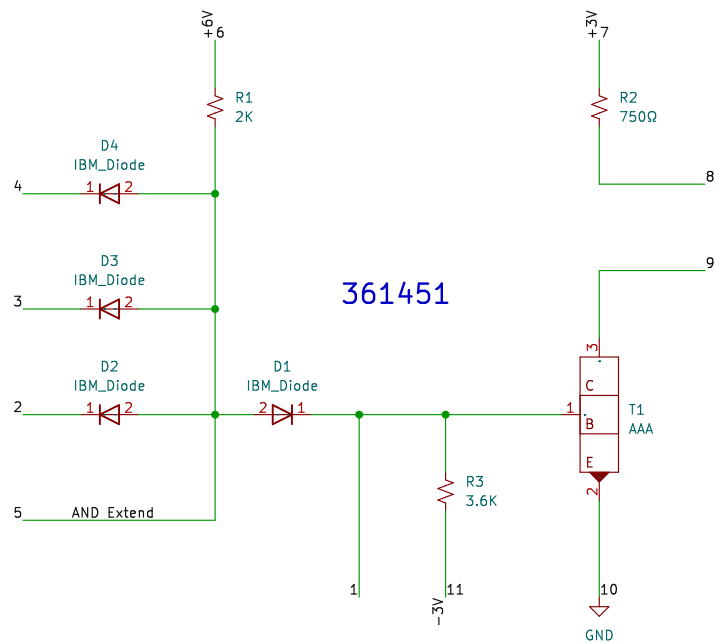 +6V
+6
+3V
+7
R1
2K
R2
750Ω
D4
IBM_Diode
4
1
2
8
D3
IBM_Diode
3
1
2
9
361451
D2
IBM_Diode
2
1
2
D1
IBM_Diode
2
1
3
C
1
B
T1
AAA
E
2
R3
3.6K
5
AND Extend
1
11
-3V
10
GND